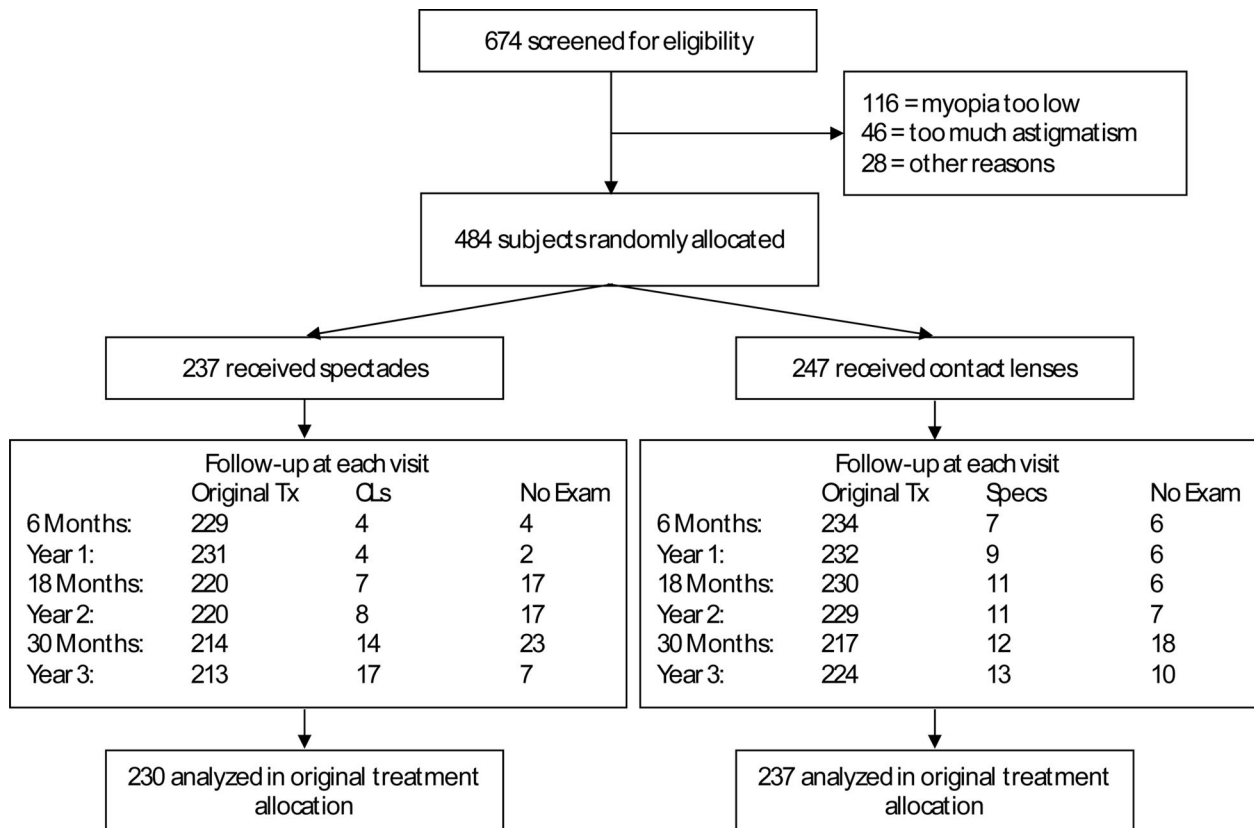 674 screened for eligibility
116 = myopia too low
46 = too much astigmatism
28 = other reasons
484 subjects randomly allocated
237 received spectacles
247 received contact lenses
Follow-up at each visit
Original Tx CLs No Exam
6 Months: 229 4 4
Year 1: 231 4 2
18 Months: 220 7 17
Year 2: 220 8 17
30 Months: 214 14 23
Year 3: 213 17 7
Follow-up at each visit
Original Tx Specs No Exam
6 Months: 234 7 6
Year 1: 232 9 6
18 Months: 230 11 6
Year 2: 229 11 7
30 Months: 217 12 18
Year 3: 224 13 10
230 analyzed in original treatment
allocation
237 analyzed in original treatment
allocation